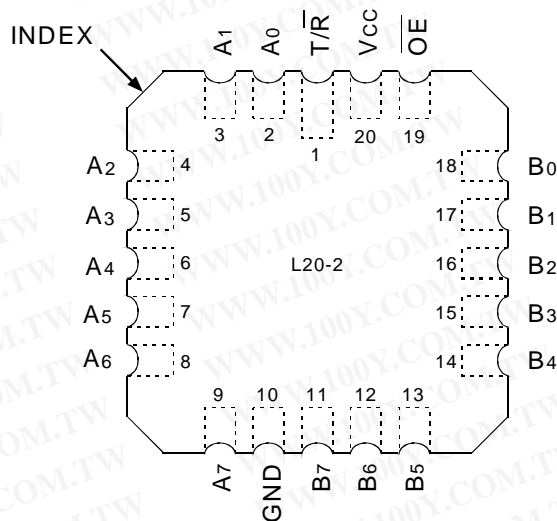 INDEX
A1 A0 T/R̅ VCC O̅E̅
3 2 1 20 19
A2 4 18 B0
A3 5 17 B1
A4 6 L20-2 16 B2
A5 7 15 B3
A6 8 14 B4
9 10 11 12 13
A7 GND B7 B6 B5
WWW.100Y.COM.TW